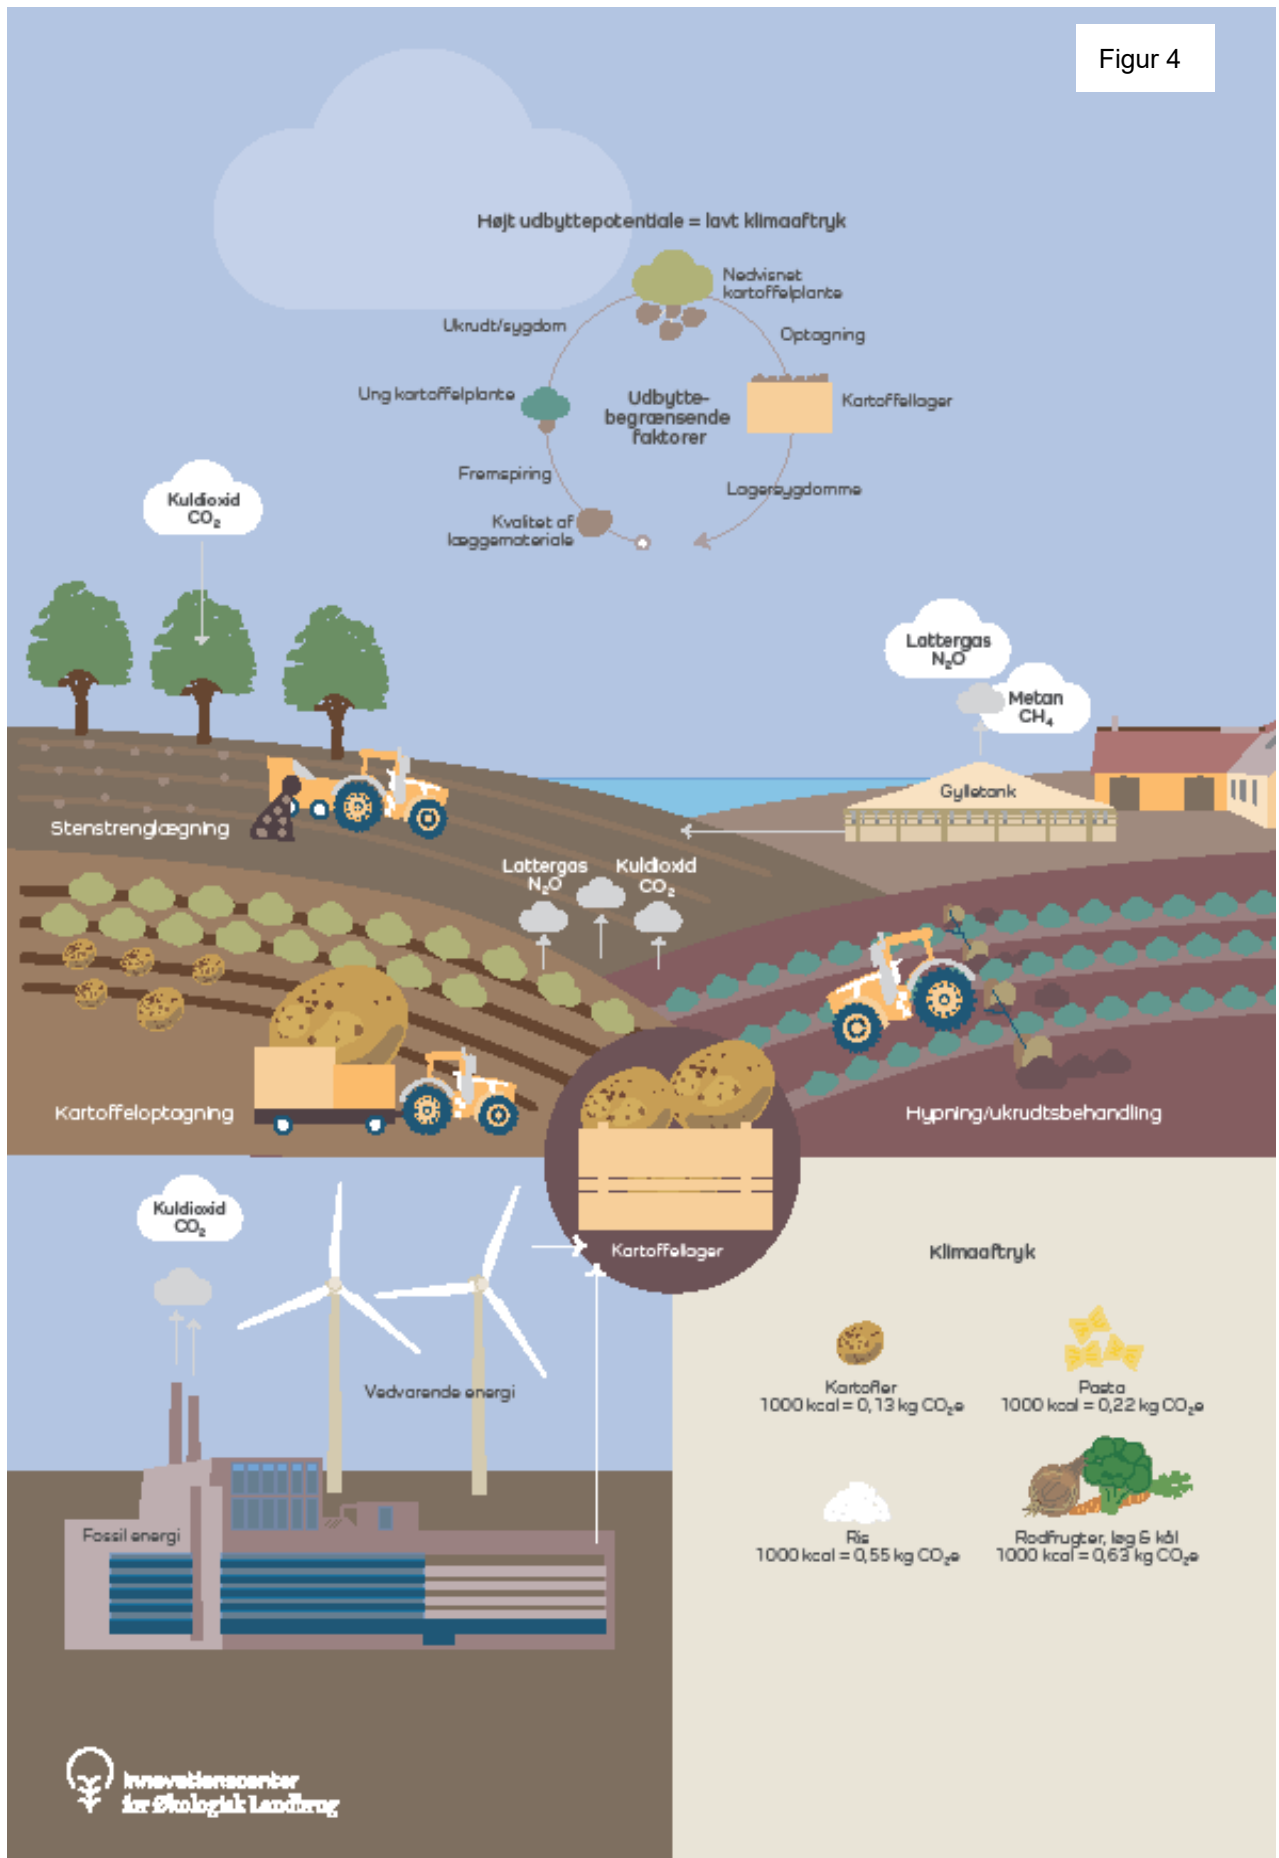 Figur 4
Højt udbyttepotentiale = lavt klimaaftryk
Nedvisnet
kartoffelplante
Ukrudt/sygdom
Optagning
Ung kartoffelplante
Udbytte-
begrænsende
faktorer
Kartoffellager
Fremspiring
Lagersygdomme
Kvalitet af
læggemateriale
Kuldioxid
CO₂
Lattergas
N₂O
Metan
CH₄
Gylletank
Stenstrenglægning
Lattergas
N₂O
Kuldioxid
CO₂
Kartoffeloptagning
Hypning/ukrudtsbehandling
Kuldioxid
CO₂
Kartoffellager
Vedvarende energi
Fossil energi
Klimaaftryk
Kartofler
1000 kcal = 0,13 kg CO₂e
Pasta
1000 kcal = 0,22 kg CO₂e
Ris
1000 kcal = 0,55 kg CO₂e
Rodfrugter, løg & kål
1000 kcal = 0,63 kg CO₂e
Innovationscenter
for Økologisk Landbrug